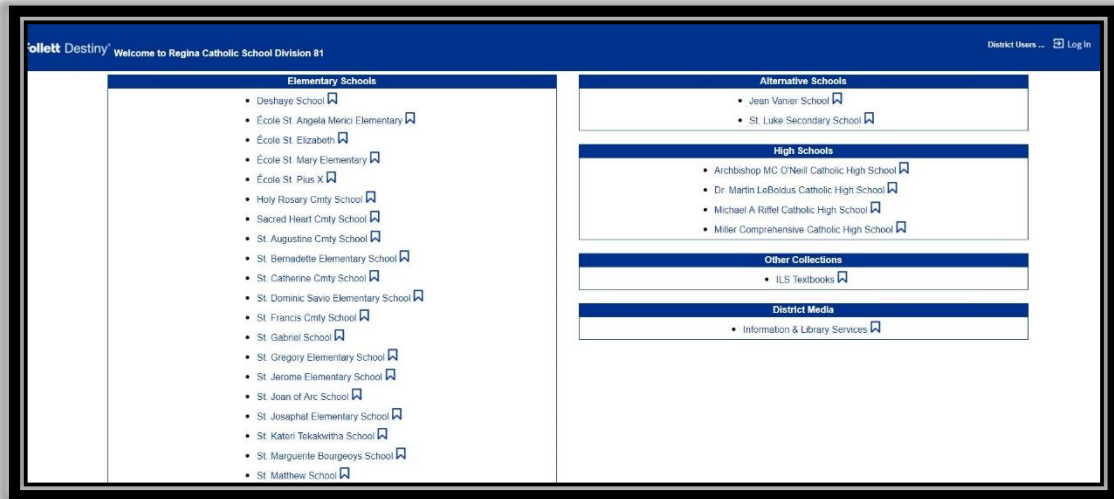 ollett Destiny® Welcome to Regina Catholic School Division 81
District Users ... Log In
Elementary Schools
Deshaye School
École St. Angela Merici Elementary
École St. Elizabeth
École St. Mary Elementary
École St. Pius X
Holy Rosary Cmty School
Sacred Heart Cmty School
St. Augustine Cmty School
St. Bernadette Elementary School
St. Catherine Cmty School
St. Dominic Savio Elementary School
St. Francis Cmty School
St. Gabriel School
St. Gregory Elementary School
St. Jerome Elementary School
St. Joan of Arc School
St. Josaphat Elementary School
St. Kateri Tekakwitha School
St. Marguerite Bourgeoys School
St. Matthew School
Alternative Schools
Jean Vanier School
St. Luke Secondary School
High Schools
Archbishop MC O'Neill Catholic High School
Dr. Martin LeBoldus Catholic High School
Michael A Riffel Catholic High School
Miller Comprehensive Catholic High School
Other Collections
ILS Textbooks
District Media
Information & Library Services